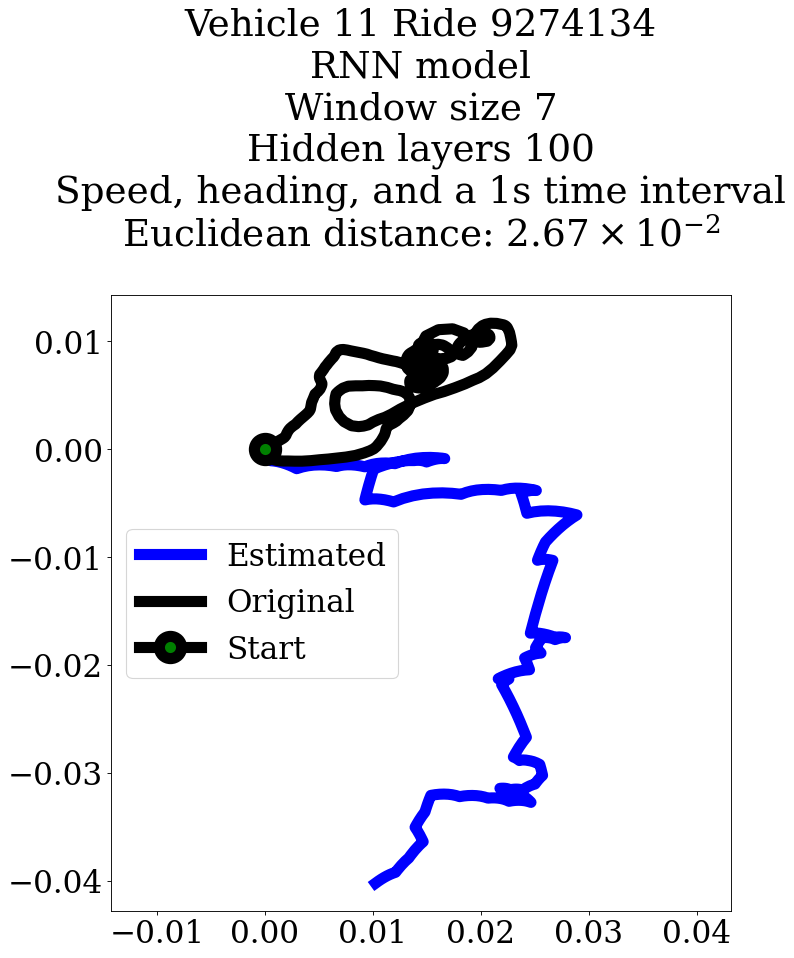 Vehicle 11 Ride 9274134
RNN model
Window size 7
Hidden layers 100
Speed, heading, and a 1s time interval
Euclidean distance: 2.67 × 10⁻²
0.01
0.00
−0.01
−0.02
−0.03
−0.04
Estimated
Original
Start
−0.01 0.00 0.01 0.02 0.03 0.04